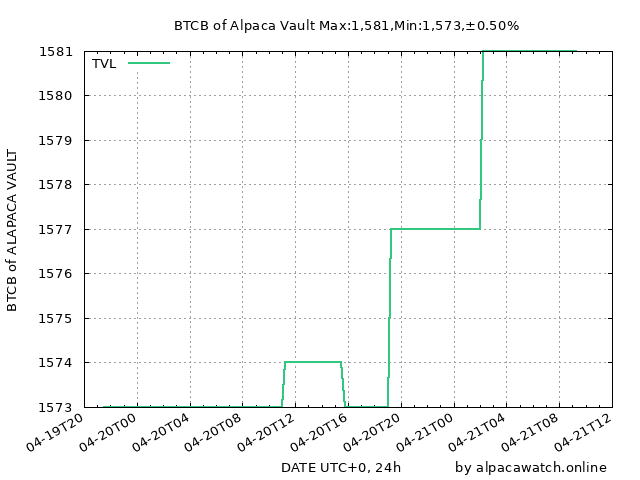 BTCB of Alpaca Vault Max:1,581,Min:1,573,±0.50%
TVL
1581
1580
1579
1578
1577
1576
1575
1574
1573
BTCB of ALAPACA VAULT
04-19T20
04-20T00
04-20T04
04-20T08
04-20T12
04-20T16
04-20T20
04-21T00
04-21T04
04-21T08
04-21T12
DATE UTC+0, 24h
by alpacawatch.online